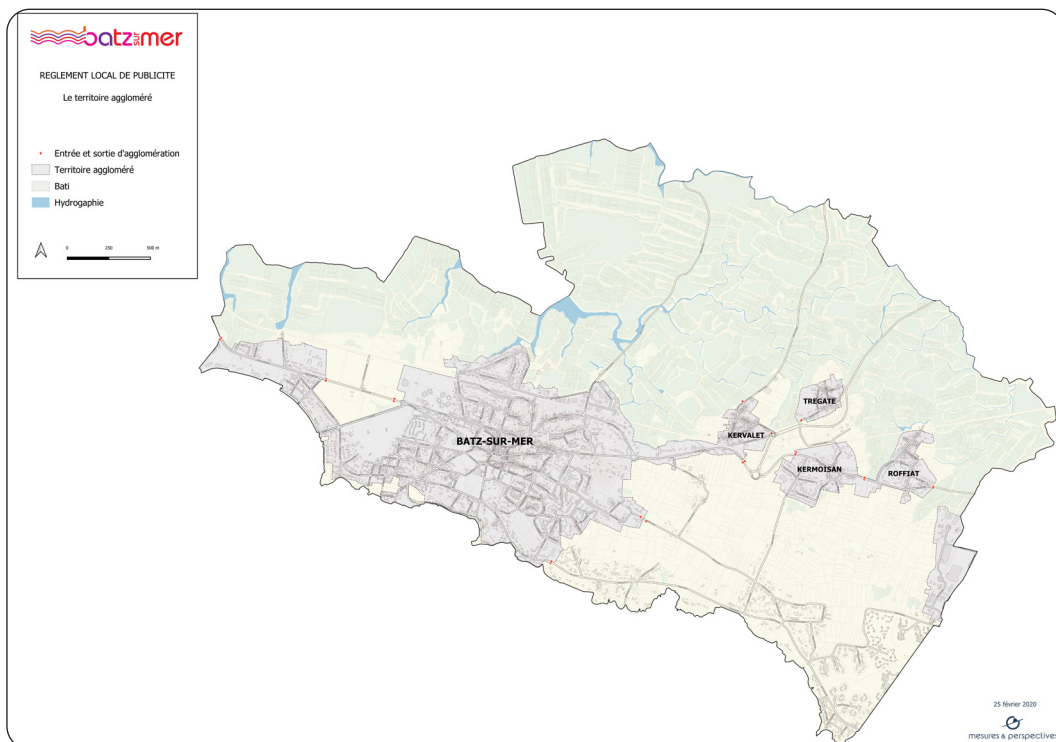 batz sur mer
REGLEMENT LOCAL DE PUBLICITE
Le territoire aggloméré
Entrée et sortie d'agglomération
Territoire aggloméré
Bati
Hydrogaphie
0 250 500 m
TREGATE
KERVALET
BATZ-SUR-MER
KERMOISAN
ROFFIAT
25 février 2020
mesures & perspectives